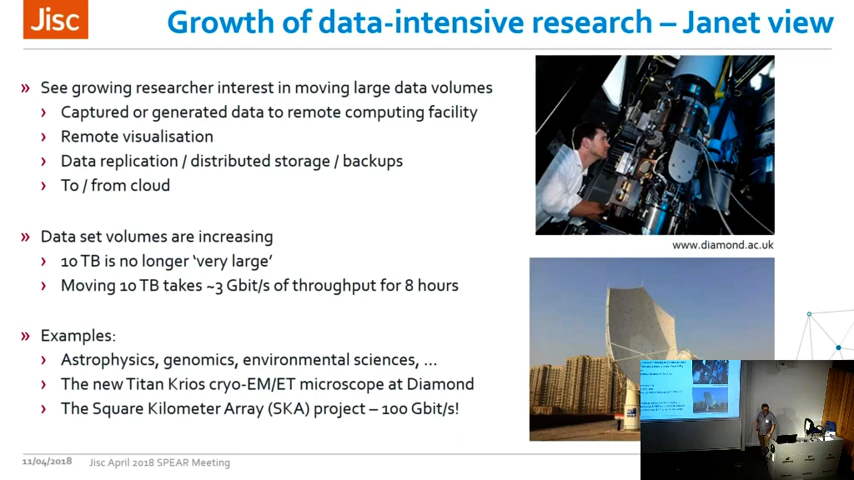 Jisc
Growth of data-intensive research – Janet view
» See growing researcher interest in moving large data volumes
› Captured or generated data to remote computing facility
› Remote visualisation
› Data replication / distributed storage / backups
› To / from cloud
» Data set volumes are increasing
› 10 TB is no longer ‘very large’
› Moving 10 TB takes ~3 Gbit/s of throughput for 8 hours
» Examples:
› Astrophysics, genomics, environmental sciences, ...
› The new Titan Krios cryo-EM/ET microscope at Diamond
› The Square Kilometer Array (SKA) project – 100 Gbit/s!
www.diamond.ac.uk
11/04/2018 Jisc April 2018 SPEAR Meeting